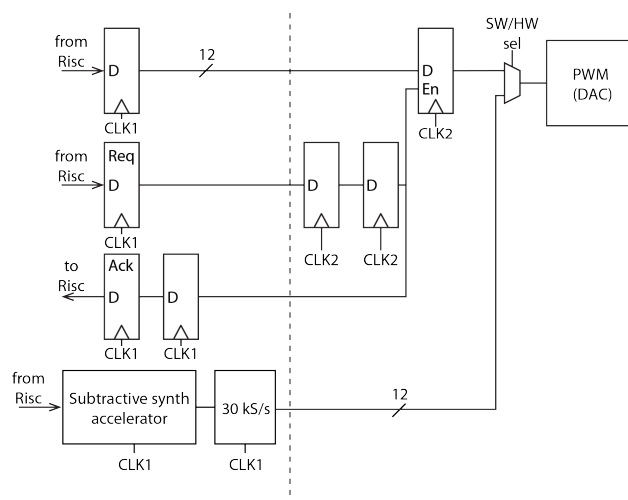 from
Risc
D
CLK1
12
D
En
CLK2
SW/HW
sel
PWM
(DAC)
from
Risc
Req
D
CLK1
D
CLK2
D
CLK2
to
Risc
Ack
D
CLK1
D
CLK1
from
Risc
Subtractive synth
accelerator
CLK1
30 kS/s
CLK1
12